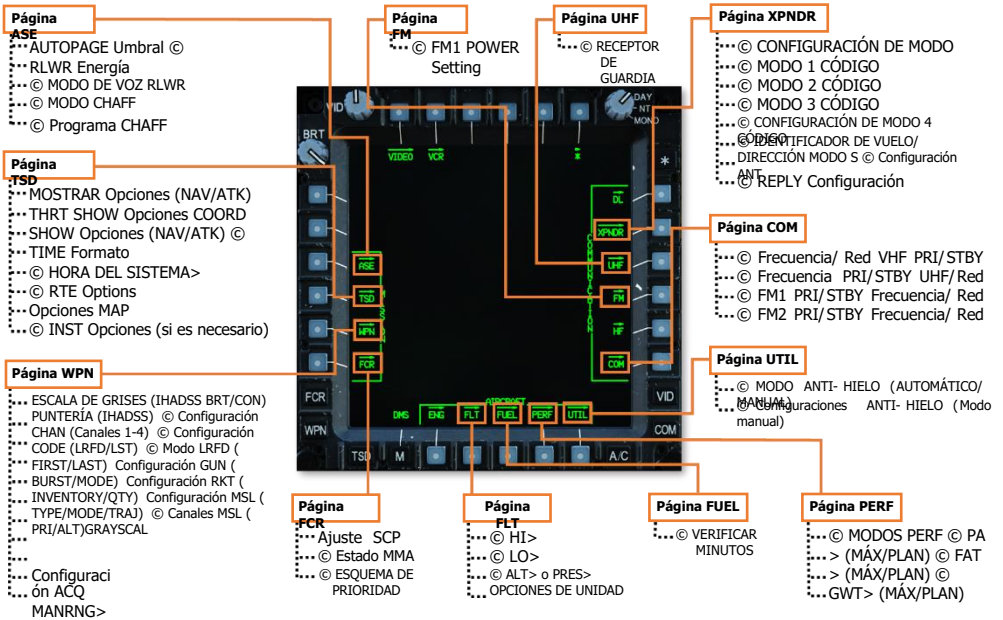 Página
ASE
AUTOPAGE Umbral ©
RLWR Energía
© MODO DE VOZ RLWR
© MODO CHAFF
© Programa CHAFF
Página
FM
© FM1 POWER
Setting
Página UHF
© RECEPTOR
DE
GUARDIA
Página XPNDR
© CONFIGURACIÓN DE MODO
© MODO 1 CÓDIGO
© MODO 2 CÓDIGO
© MODO 3 CÓDIGO
© CONFIGURACIÓN DE MODO 4
CÓDIGO
© IDENTIFICADOR DE VUELO/
DIRECCIÓN MODO S © Configuración
ANT
© REPLY Configuración
Página
TSD
MOSTRAR Opciones (NAV/ATK)
THRT SHOW Opciones COORD
SHOW Opciones (NAV/ATK) ©
TIME Formato
© HORA DEL SISTEMA>
© RTE Options
Opciones MAP
© INST Opciones (si es necesario)
Página COM
© Frecuencia/ Red VHF PRI/STBY
© Frecuencia PRI/STBY UHF/Red
© FM1 PRI/STBY Frecuencia/ Red
© FM2 PRI/STBY Frecuencia/ Red
Página WPN
ESCALA DE GRISES (IHADSS BRT/CON)
PUNTERÍA (IHADSS) © Configuración
CHAN (Canales 1-4) © Configuración
CODE (LRFD/LST) © Modo LRFD (
FIRST/LAST) Configuración GUN (
BURST/MODE) Configuración RKT (
INVENTORY/QTY) Configuración MSL (
TYPE/MODE/TRAJ) © Canales MSL (
PRI/ALT)GRAYSCAL
Configuraci
ón ACQ
MANRNG>
Página UTIL
© MODO ANTI- HIELO (AUTOMÁTICO/
MANUAL)
© Configuraciones ANTI- HIELO (Modo
manual)
Página
FCR
Ajuste SCP
© Estado MMA
© ESQUEMA DE
PRIORIDAD
Página
FLT
© HI>
© LO>
© ALT> o PRES>
OPCIONES DE UNIDAD
Página FUEL
© VERIFICAR
MINUTOS
Página PERF
© MODOS PERF © PA
> (MÁX/PLAN) © FAT
> (MÁX/PLAN) ©
GWT> (MÁX/PLAN)
VID
DAY
NT
MONO
BRT
VIDEO
VCR
*
DL
XPNDR
UHF
FM
HF
COM
COMMUNICATION
ASE
TSD
WPN
FCR
AIRCRAFT
DMS
ENG
FLT
FUEL
PERF
UTIL
FCR
WPN
TSD
M
A/C
COM
VID
*